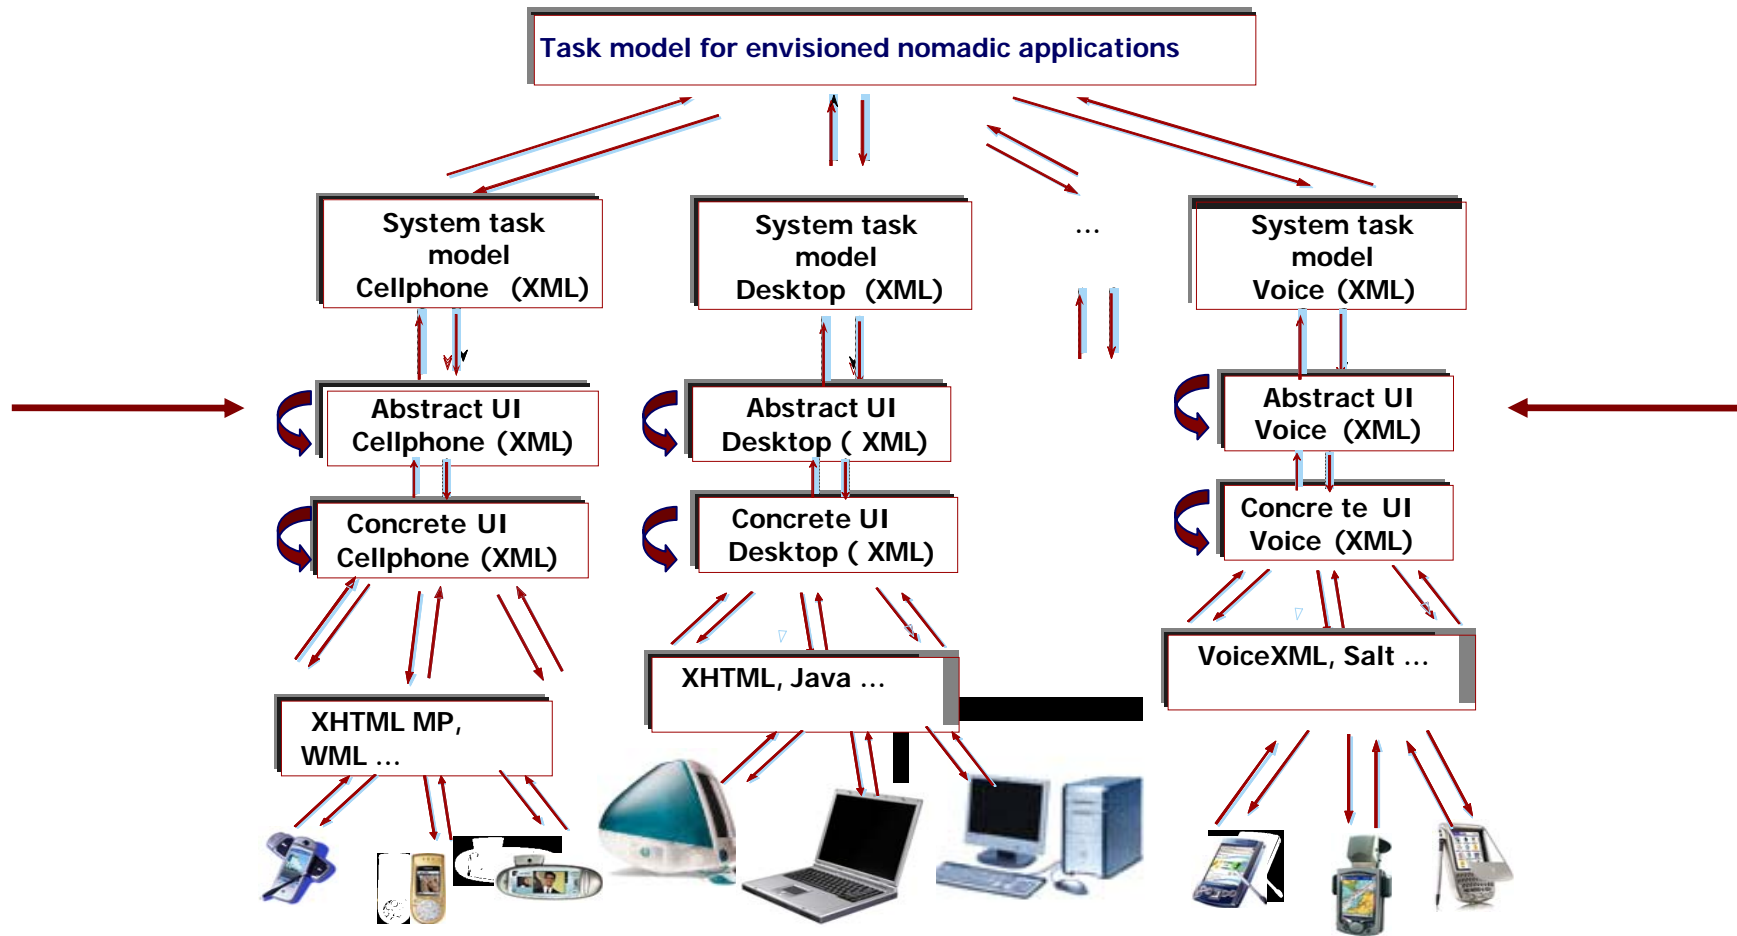 Task model for envisioned nomadic applications
System task
model
Cellphone (XML)
System task
model
Desktop (XML)
...
System task
model
Voice (XML)
Abstract UI
Cellphone (XML)
Abstract UI
Desktop ( XML)
Abstract UI
Voice (XML)
Concrete UI
Cellphone (XML)
Concrete UI
Desktop ( XML)
Concre te UI
Voice (XML)
XHTML MP,
WML ...
XHTML, Java ...
VoiceXML, Salt ...